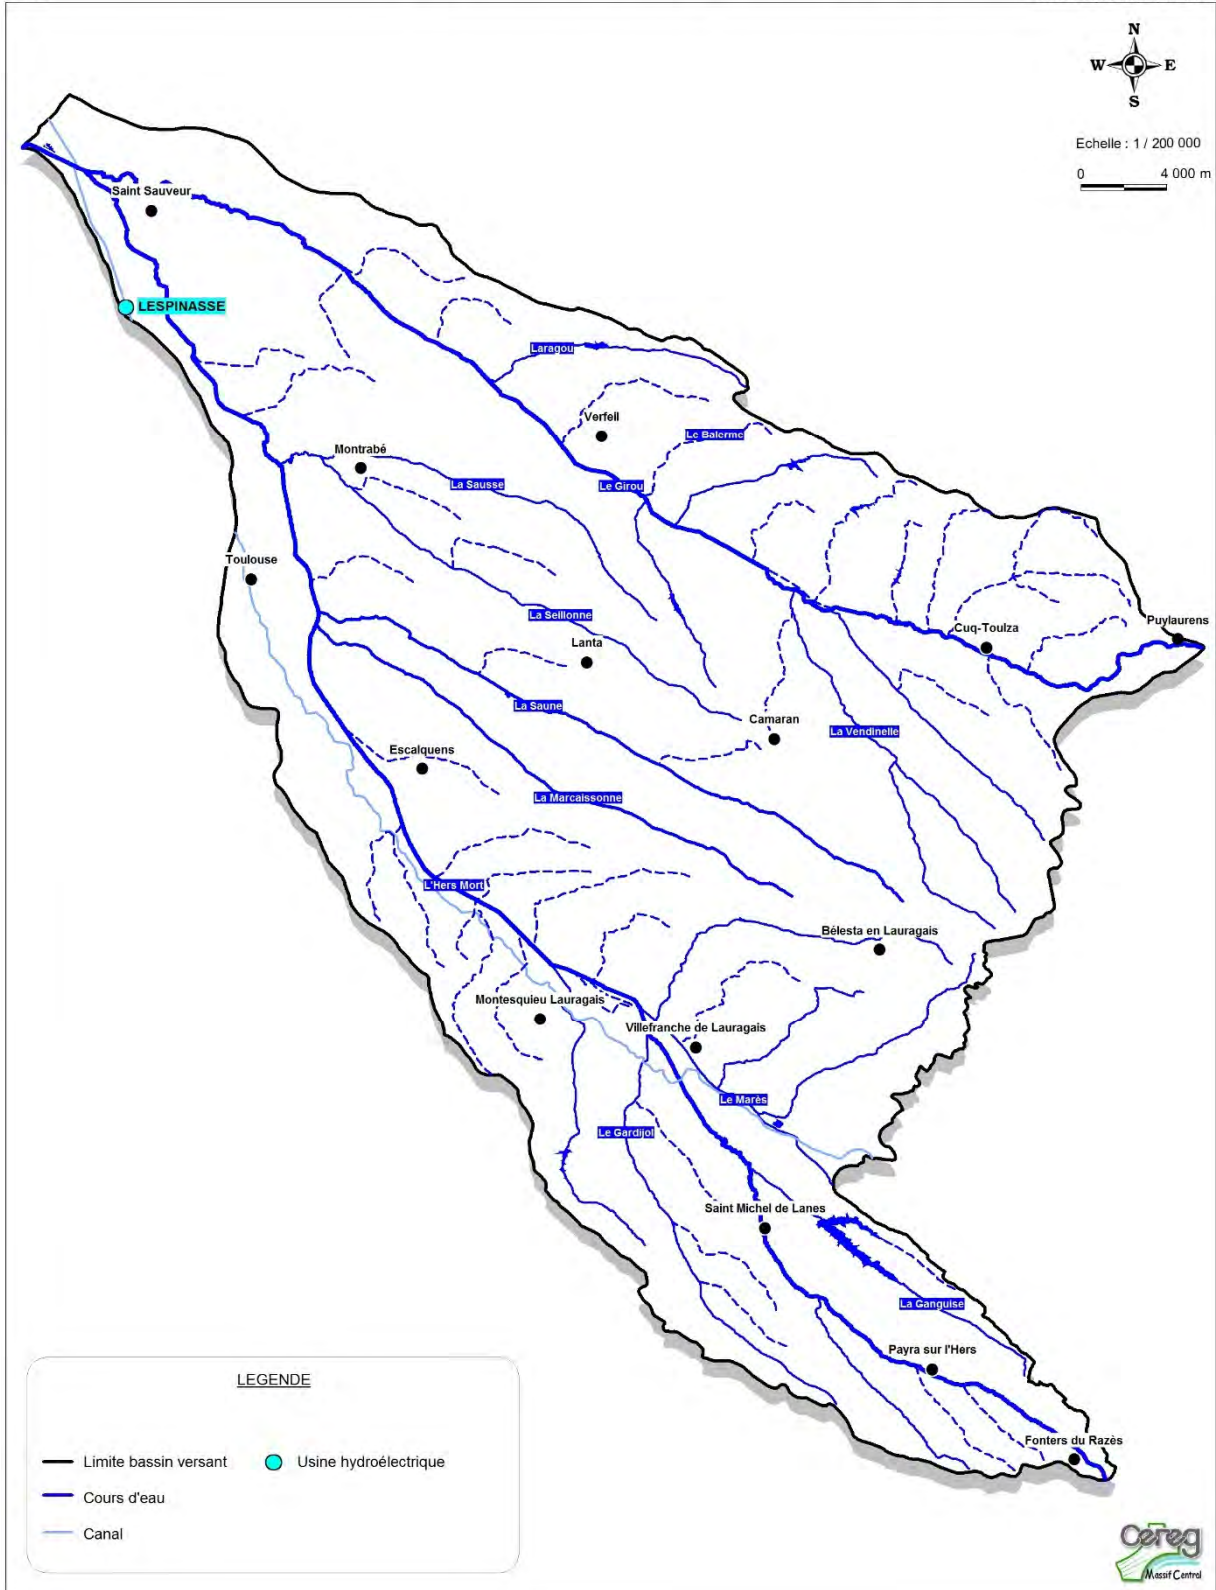 N
W E
S
Echelle : 1 / 200 000
0 4 000 m
Saint Sauveur
LESPINASSE
Laragou
Verfeil
Le Balerme
Montrabé
La Sausse
Le Girou
Toulouse
La Seillonne
Puylaurens
Cuq-Toulza
Lanta
La Saune
Camaran
La Vendinelle
Escalquens
La Marcaissonne
L'Hers Mort
Bélesta en Lauragais
Montesquieu Lauragais
Villefranche de Lauragais
Le Marès
Le Gardijol
Saint Michel de Lanes
La Ganguise
Payra sur l'Hers
Fonters du Razès
LEGENDE
Limite bassin versant
Usine hydroélectrique
Cours d'eau
Canal
Cereg
Massif Central